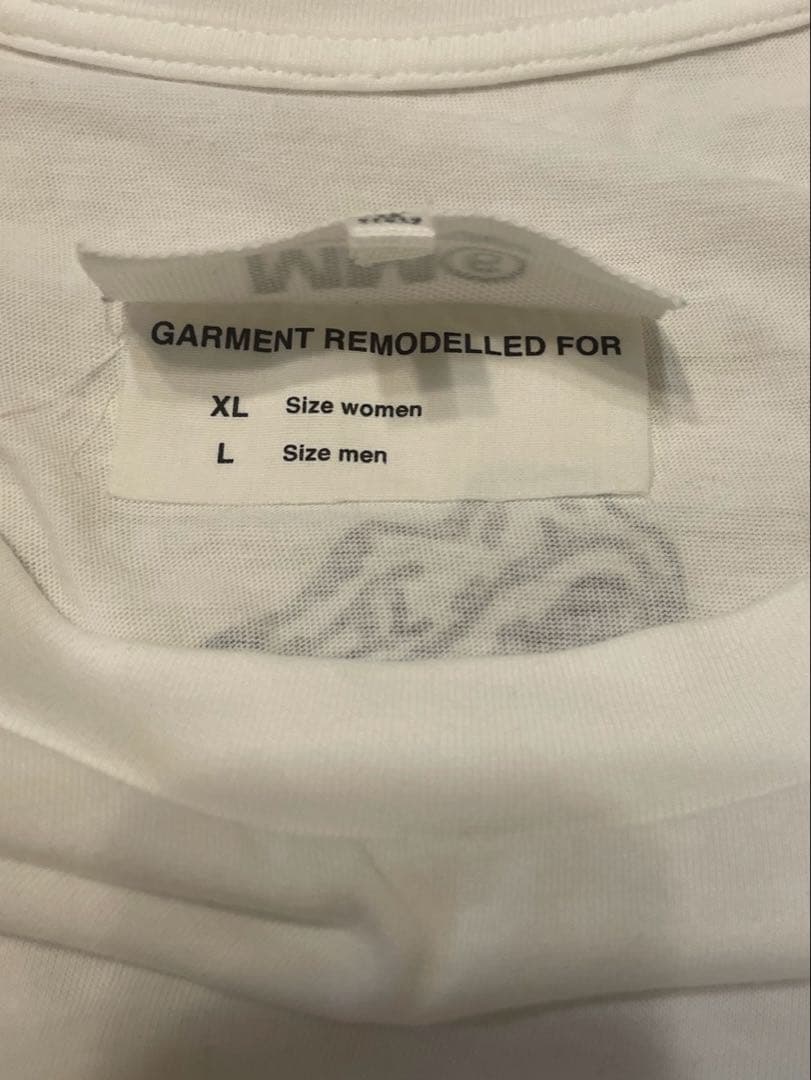 GARMENT REMODELLED FOR
XL Size women
L Size men